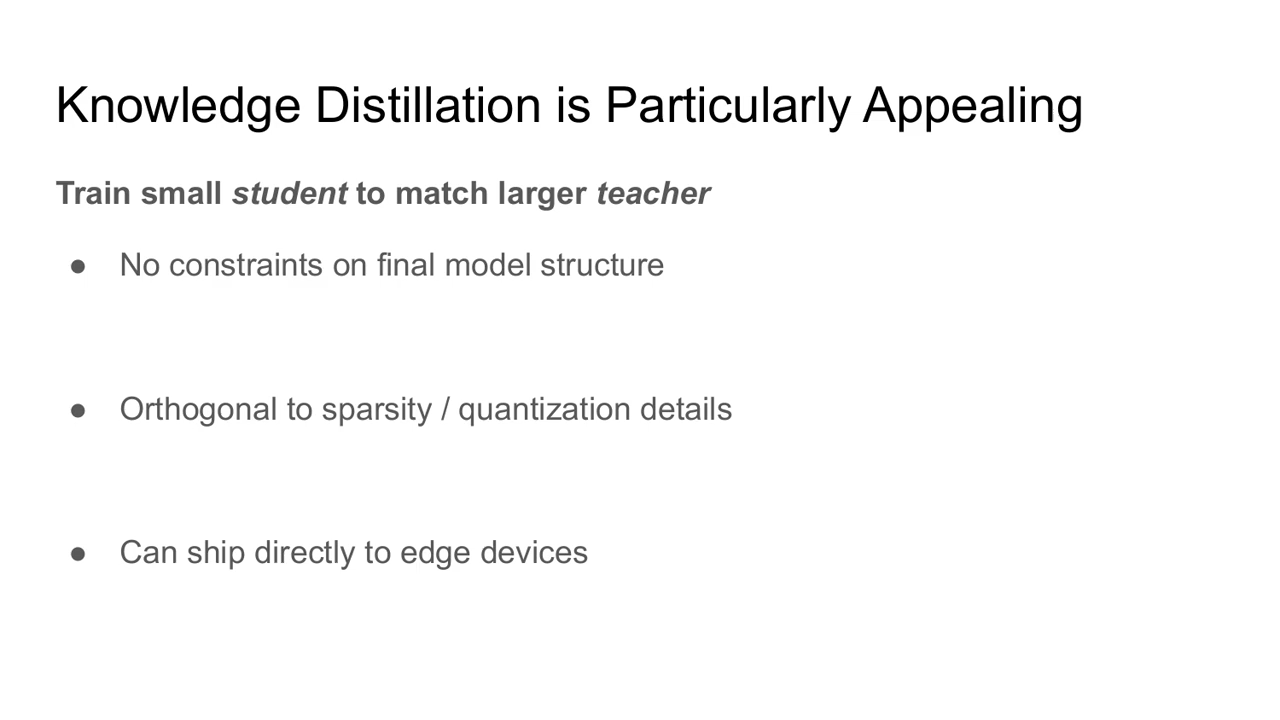 Knowledge Distillation is Particularly Appealing
Train small student to match larger teacher
● No constraints on final model structure
● Orthogonal to sparsity / quantization details
● Can ship directly to edge devices